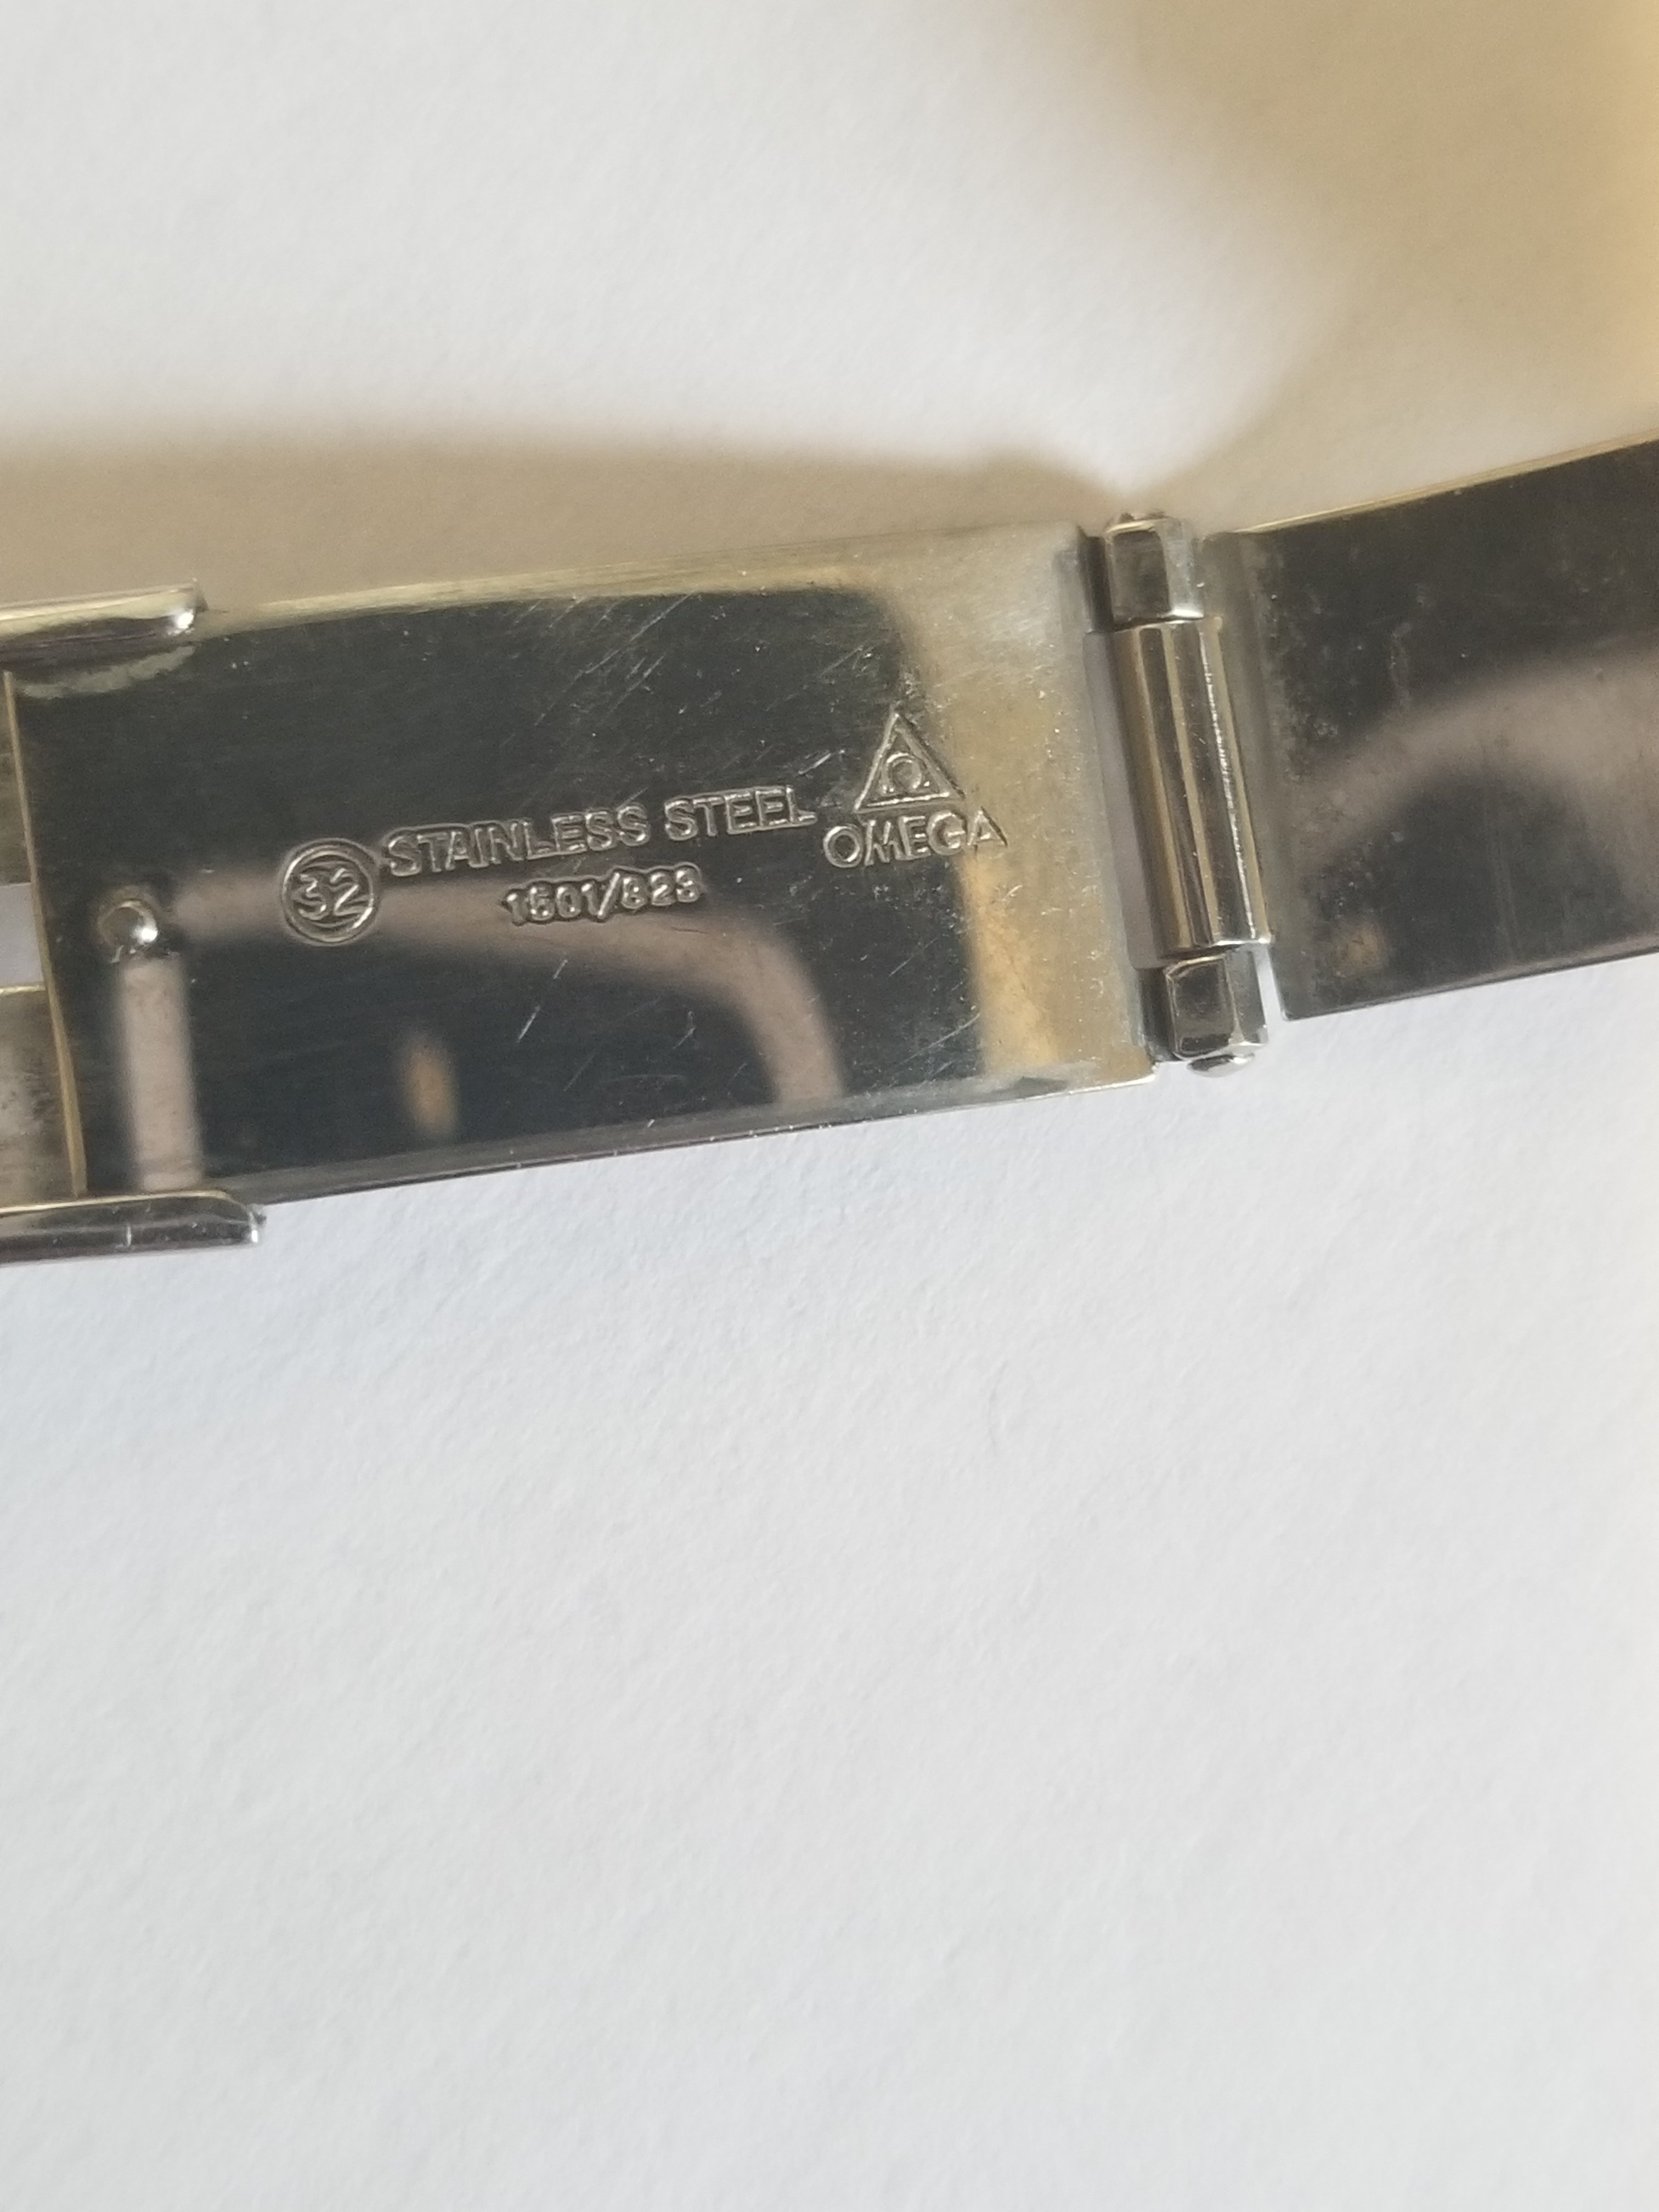 Ω
32 STAINLESS STEEL OMEGA
1501/823